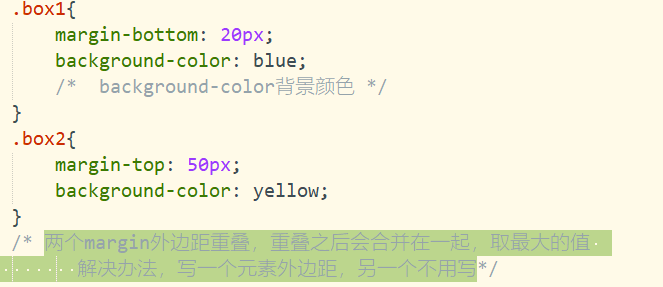 .box1{
margin-bottom: 20px;
background-color: blue;
/* background-color背景颜色 */
}
.box2{
margin-top: 50px;
background-color: yellow;
}
/* 两个margin外边距重叠，重叠之后会合并在一起，取最大的值
解决办法，写一个元素外边距，另一个不用写*/